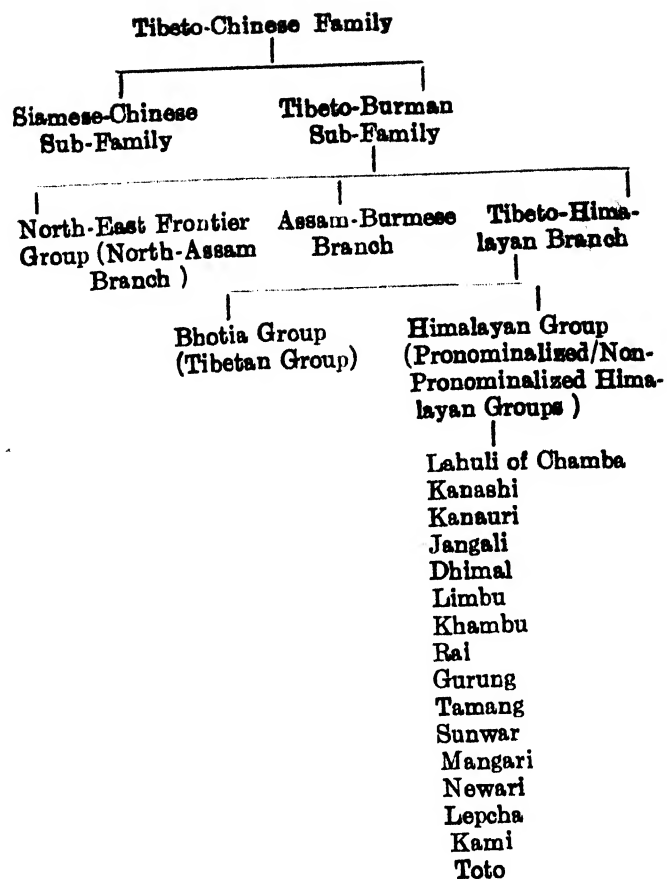 Tibeto-Chinese Family
Siamese-Chinese
Sub-Family
Tibeto-Burman
Sub-Family
North-East Frontier
Group (North-Assam
Branch )
Assam-Burmese
Branch
Tibeto-Hima-
layan Branch
Bhotia Group
(Tibetan Group)
Himalayan Group
(Pronominalised/Non-
Pronominalized Hima-
layan Groups )
Lahuli of Chamba
Kanashi
Kanauri
Jangali
Dhimal
Limbu
Khambu
Rai
Gurung
Tamang
Sunwar
Mangari
Newari
Lepcha
Kami
Toto